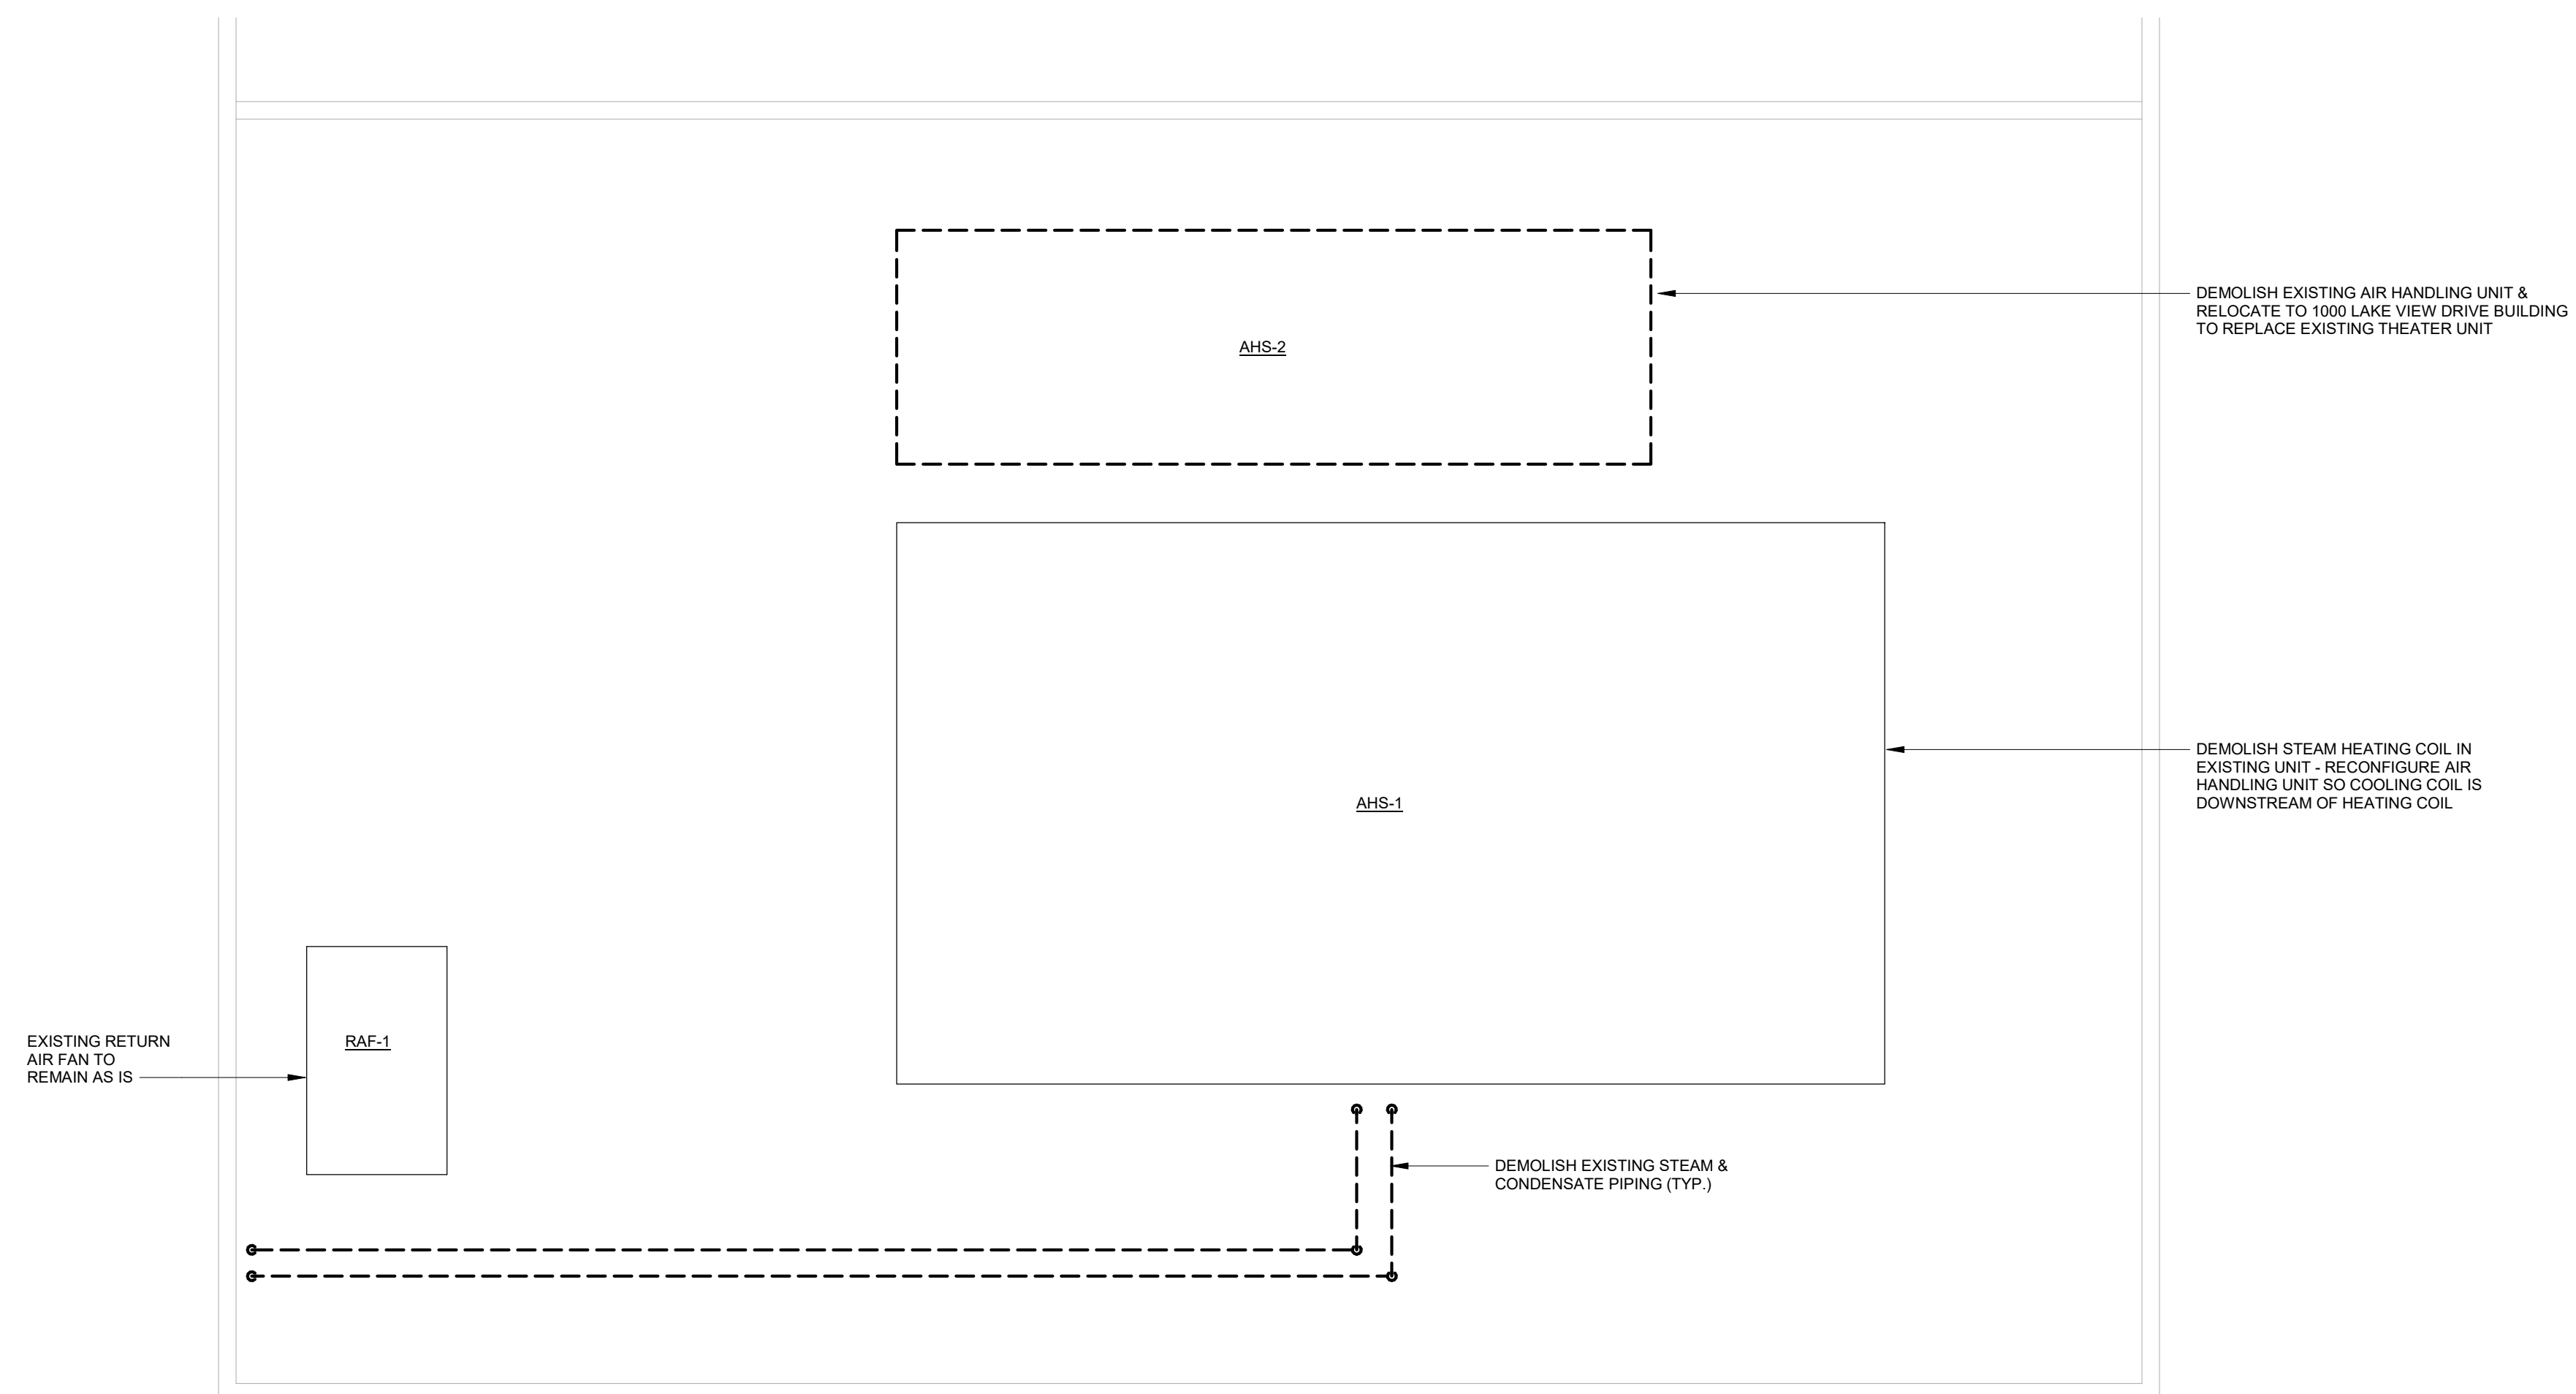 DEMOLISH EXISTING AIR HANDLING UNIT &
RELOCATE TO 1000 LAKE VIEW DRIVE BUILDING
TO REPLACE EXISTING THEATER UNIT
AHS-2
DEMOLISH STEAM HEATING COIL IN
EXISTING UNIT - RECONFIGURE AIR
HANDLING UNIT SO COOLING COIL IS
DOWNSTREAM OF HEATING COIL
AHS-1
EXISTING RETURN
AIR FAN TO
REMAIN AS IS
RAF-1
DEMOLISH EXISTING STEAM &
CONDENSATE PIPING (TYP.)